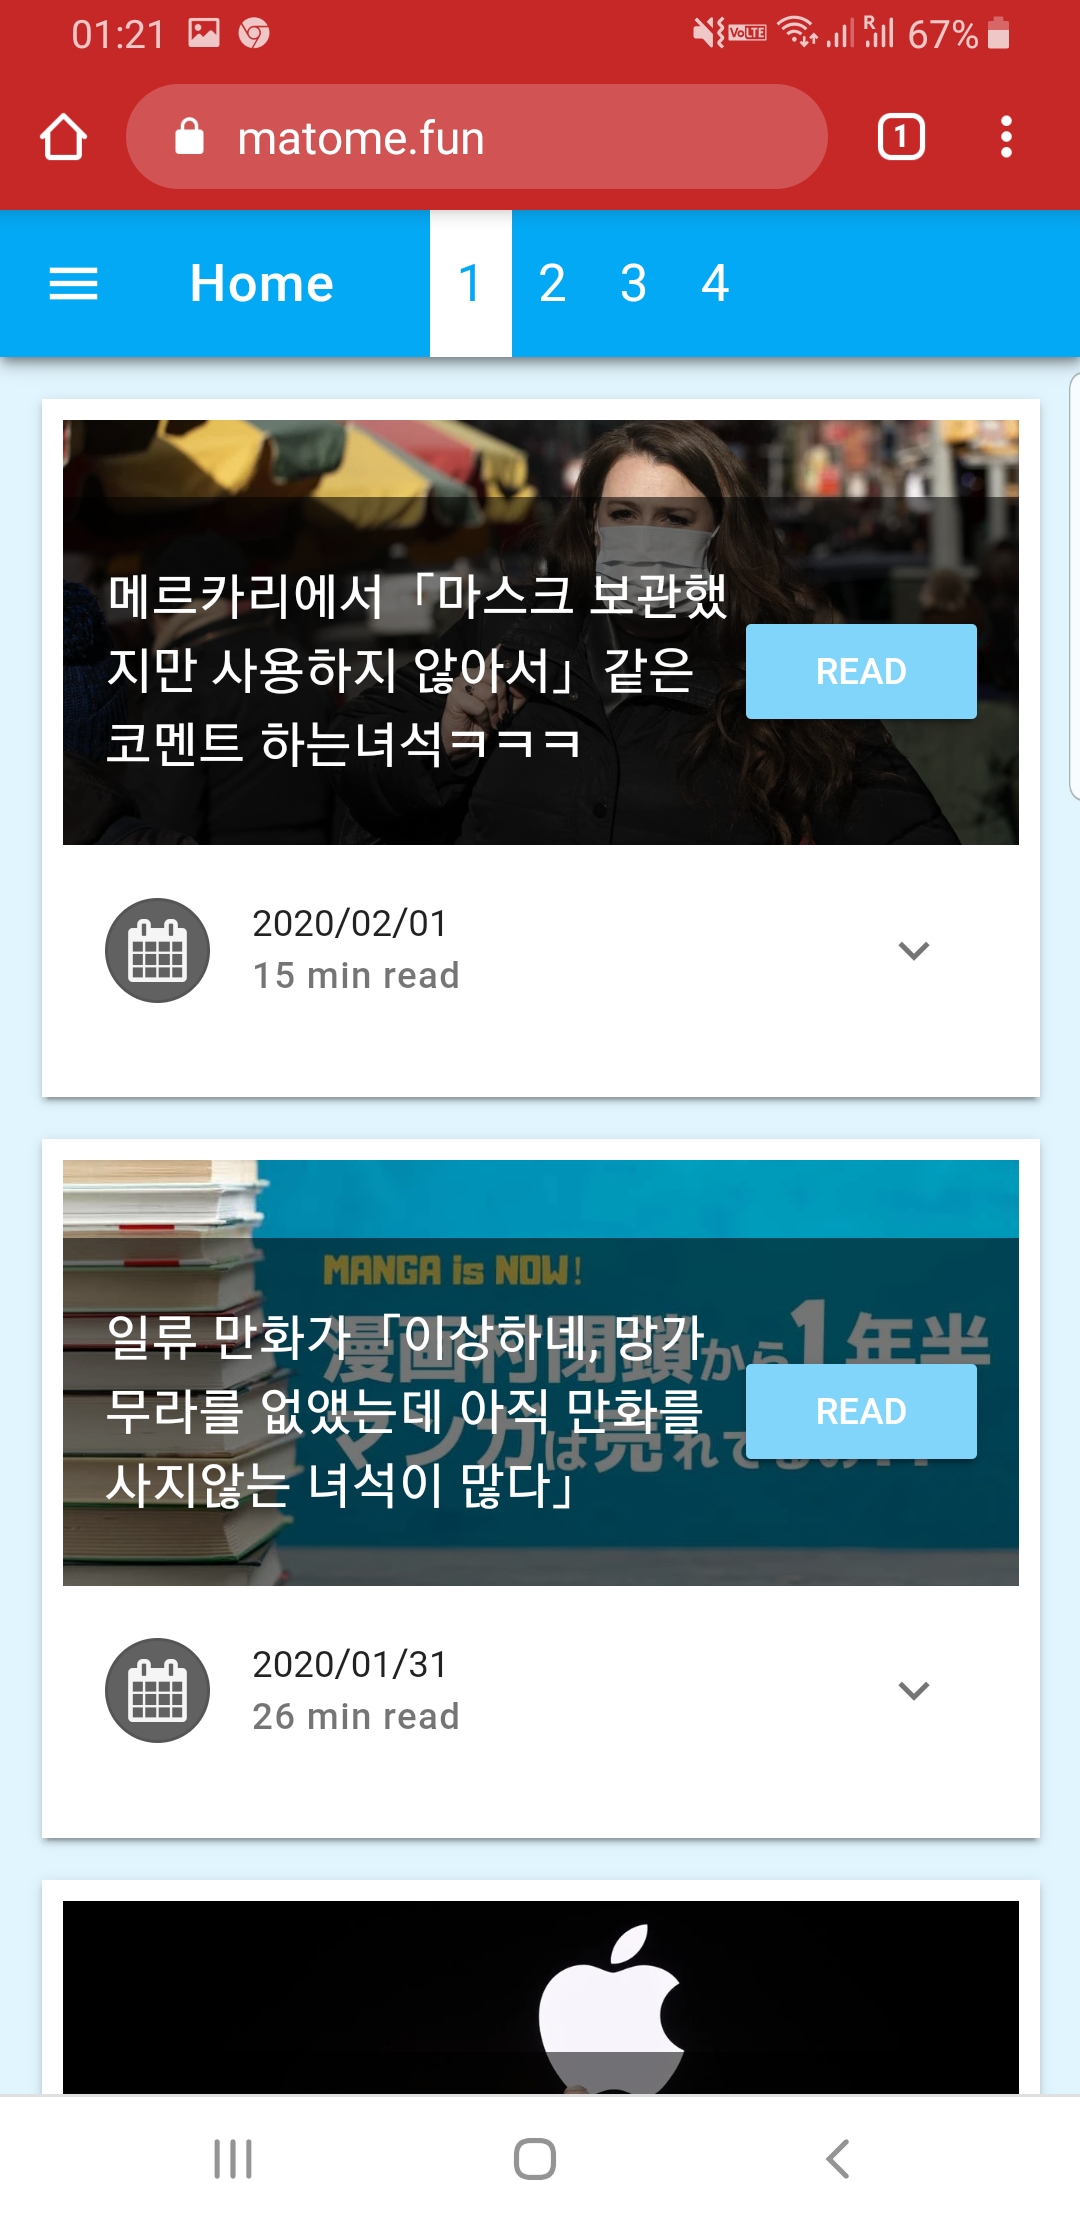 01:21 VoLTE R 67%
matome.fun 1
Home 1 2 3 4
메르카리에서「마스크 보관했
지만 사용하지 않아서」같은
코멘트 하는녀석ㅋㅋㅋ
READ
2020/02/01
15 min read
MANGA is NOW!
漫画村閉鎖から1年半
マンガは売れて
일류 만화가「이상하네, 망가
무라를 없앴는데 아직 만화를
사지않는 녀석이 많다」
READ
2020/01/31
26 min read